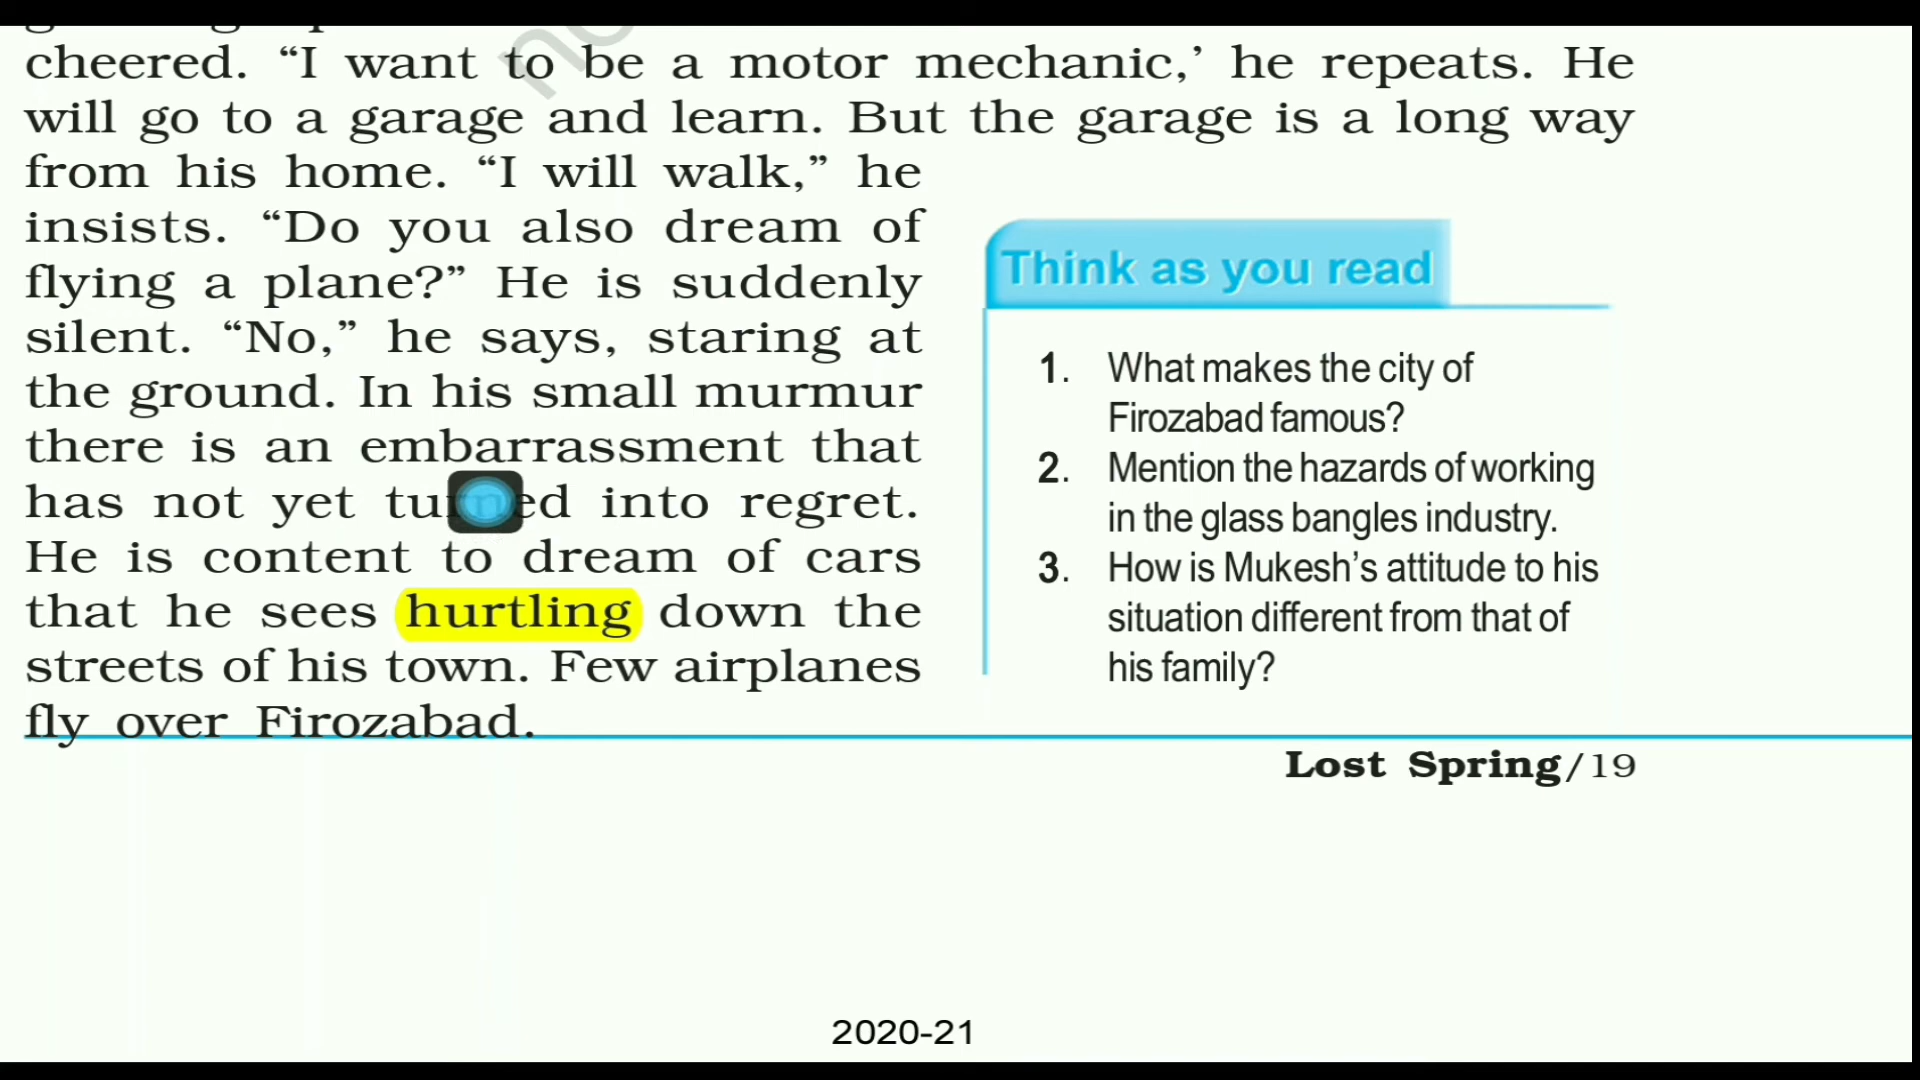 cheered. “I want to be a motor mechanic,’ he repeats. He
will go to a garage and learn. But the garage is a long way
from his home. “I will walk,” he
insists. “Do you also dream of
flying a plane?” He is suddenly
silent. “No,” he says, staring at
the ground. In his small murmur
there is an embarrassment that
has not yet turned into regret.
He is content to dream of cars
that he sees hurtling down the
streets of his town. Few airplanes
fly over Firozabad.
Think as you read
1. What makes the city of
Firozabad famous?
2. Mention the hazards of working
in the glass bangles industry.
3. How is Mukesh’s attitude to his
situation different from that of
his family?
Lost Spring/19
2020-21